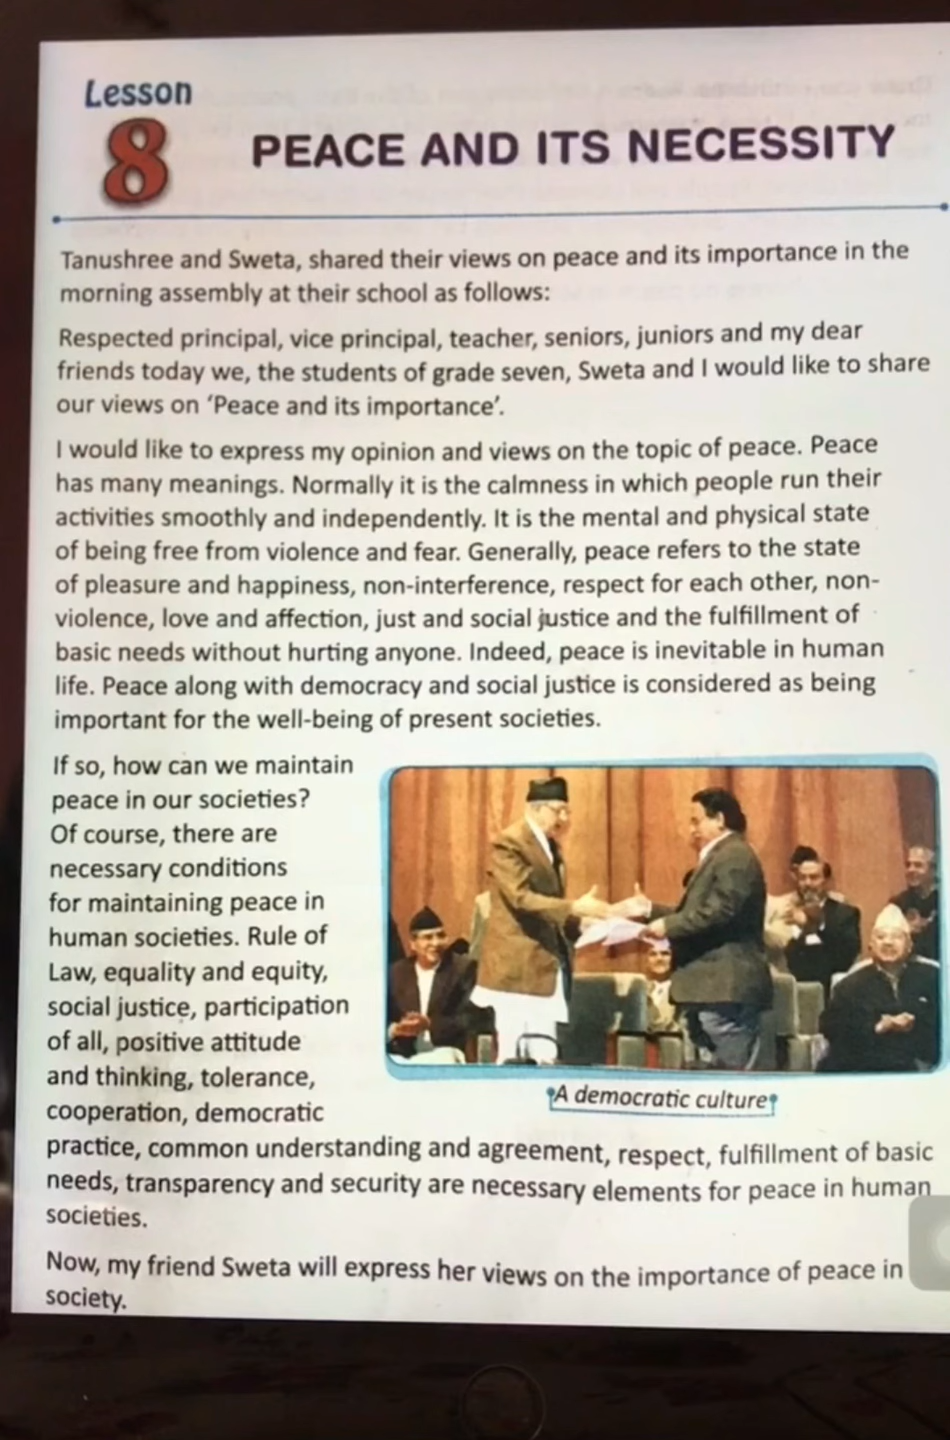 Lesson
8
PEACE AND ITS NECESSITY
Tanushree and Sweta, shared their views on peace and its importance in the
morning assembly at their school as follows:
Respected principal, vice principal, teacher, seniors, juniors and my dear
friends today we, the students of grade seven, Sweta and I would like to share
our views on ‘Peace and its importance’.
I would like to express my opinion and views on the topic of peace. Peace
has many meanings. Normally it is the calmness in which people run their
activities smoothly and independently. It is the mental and physical state
of being free from violence and fear. Generally, peace refers to the state
of pleasure and happiness, non-interference, respect for each other, non-
violence, love and affection, just and social justice and the fulfillment of
basic needs without hurting anyone. Indeed, peace is inevitable in human
life. Peace along with democracy and social justice is considered as being
important for the well-being of present societies.
If so, how can we maintain
peace in our societies?
Of course, there are
necessary conditions
for maintaining peace in
human societies. Rule of
Law, equality and equity,
social justice, participation
of all, positive attitude
and thinking, tolerance,
cooperation, democratic
practice, common understanding and agreement, respect, fulfillment of basic
needs, transparency and security are necessary elements for peace in human
societies.
A democratic culture
Now, my friend Sweta will express her views on the importance of peace in
society.